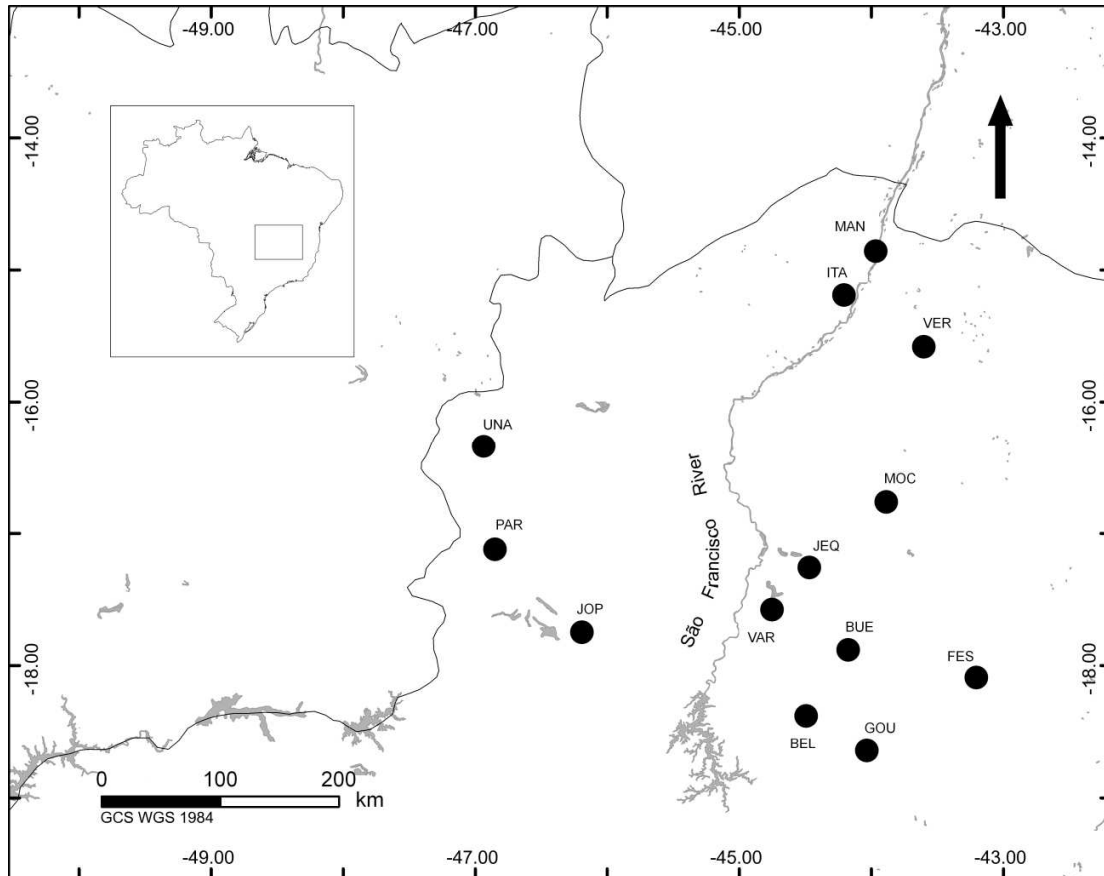 -49.00 -47.00 -45.00 -43.00
-14.00 -14.00
MAN
ITA
VER
-16.00 -16.00
UNA
MOC
São Francisco River
PAR
JEQ
JOP
VAR
BUE
FES
-18.00 -18.00
BEL
GOU
0 100 200
km
GCS WGS 1984
-49.00 -47.00 -45.00 -43.00